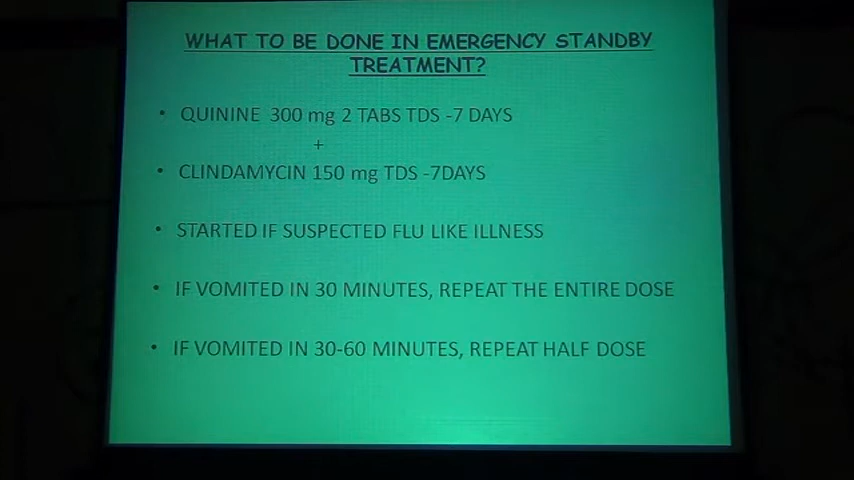 WHAT TO BE DONE IN EMERGENCY STANDBY
TREATMENT?
• QUININE 300 mg 2 TABS TDS -7 DAYS
+
• CLINDAMYCIN 150 mg TDS -7DAYS
• STARTED IF SUSPECTED FLU LIKE ILLNESS
• IF VOMITED IN 30 MINUTES, REPEAT THE ENTIRE DOSE
• IF VOMITED IN 30-60 MINUTES, REPEAT HALF DOSE